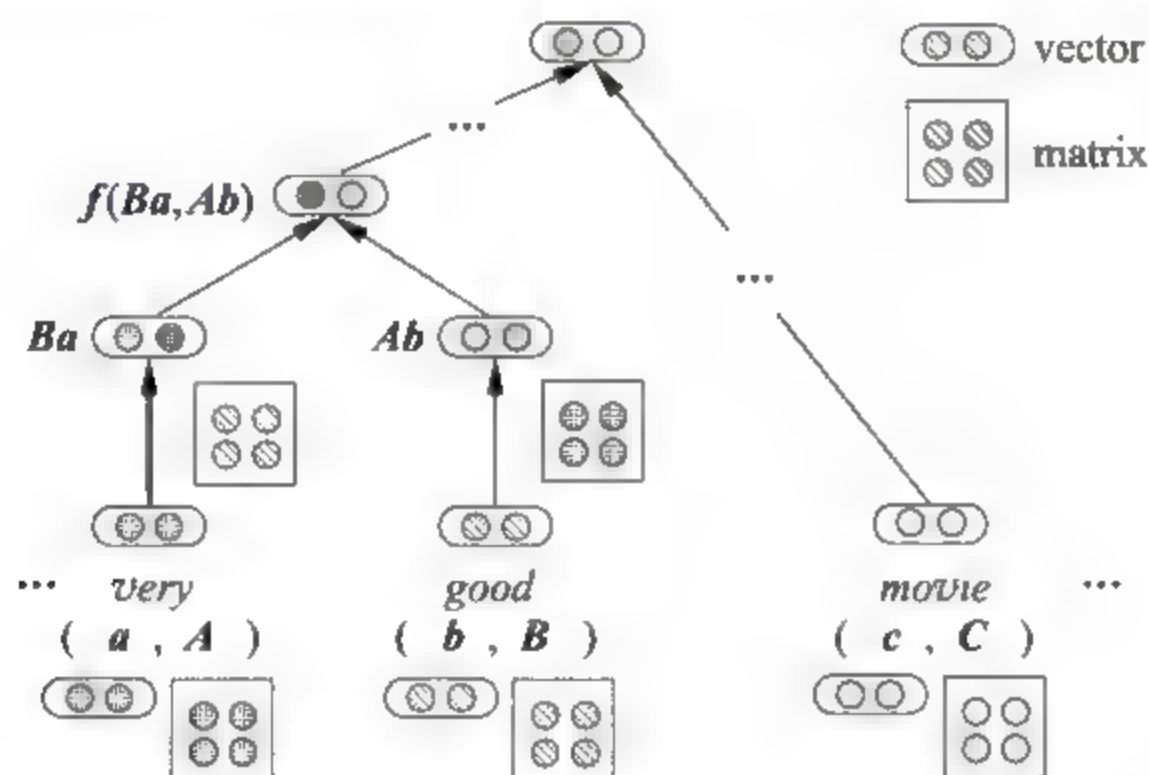 vector
...
matrix
f(Ba,Ab)
...
Ba
Ab
... very good movie ...
( a , A ) ( b , B ) ( c , C )